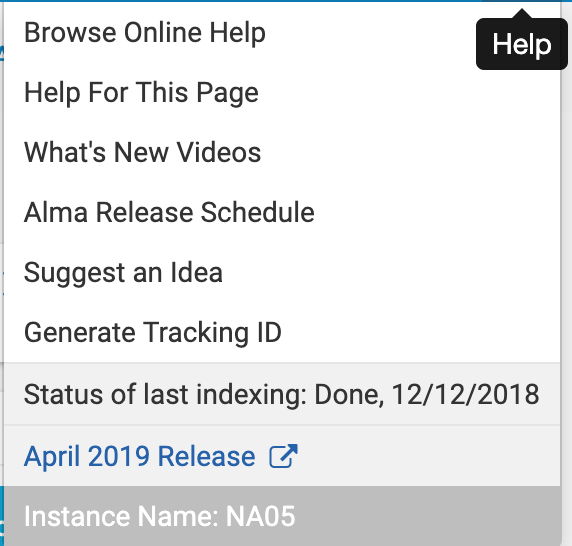 Help
Browse Online Help
Help For This Page
What's New Videos
Alma Release Schedule
Suggest an Idea
Generate Tracking ID
Status of last indexing: Done, 12/12/2018
April 2019 Release
Instance Name: NA05